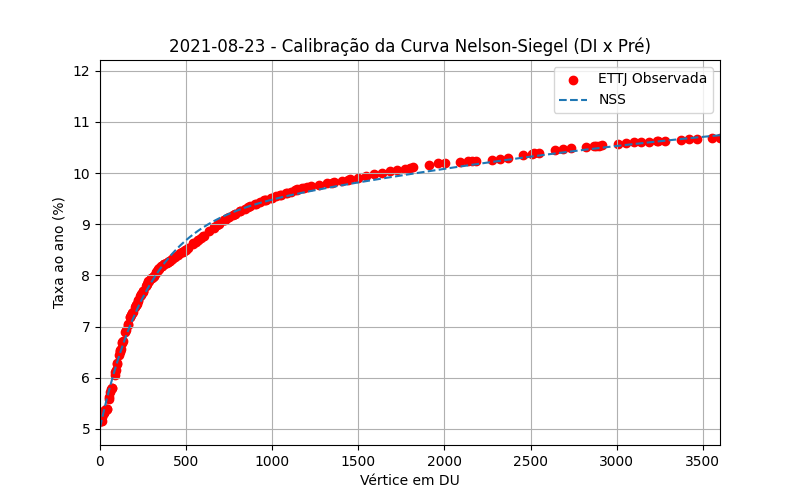 2021-08-23 - Calibração da Curva Nelson-Siegel (DI x Pré)
ETTJ Observada
NSS
Taxa ao ano (%)
12
11
10
9
8
7
6
5
0 500 1000 1500 2000 2500 3000 3500
Vértice em DU